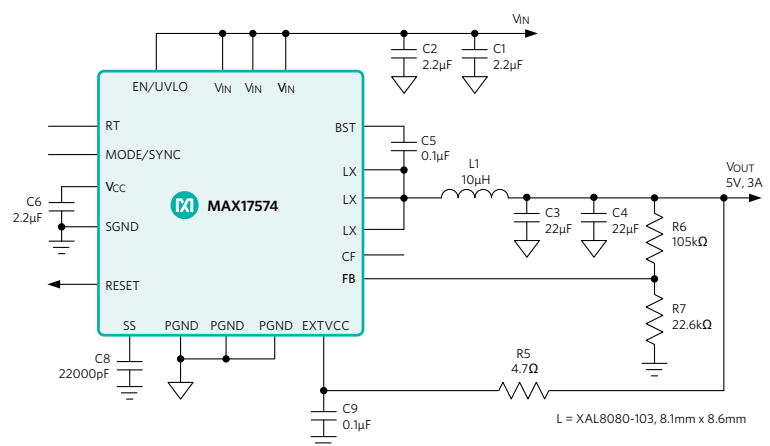 VIN
C2
2.2µF
C1
2.2µF
EN/UVLO
VIN
VIN
VIN
RT
MODE/SYNC
VCC
SGND
RESET
C6
2.2µF
MAX17574
BST
C5
0.1µF
LX
LX
LX
CF
FB
L1
10µH
VOUT
5V, 3A
C3
22µF
C4
22µF
R6
105kΩ
R7
22.6kΩ
SS
PGND
PGND
PGND
EXTVCC
C8
22000pF
R5
4.7Ω
C9
0.1µF
L = XAL8080-103, 8.1mm x 8.6mm